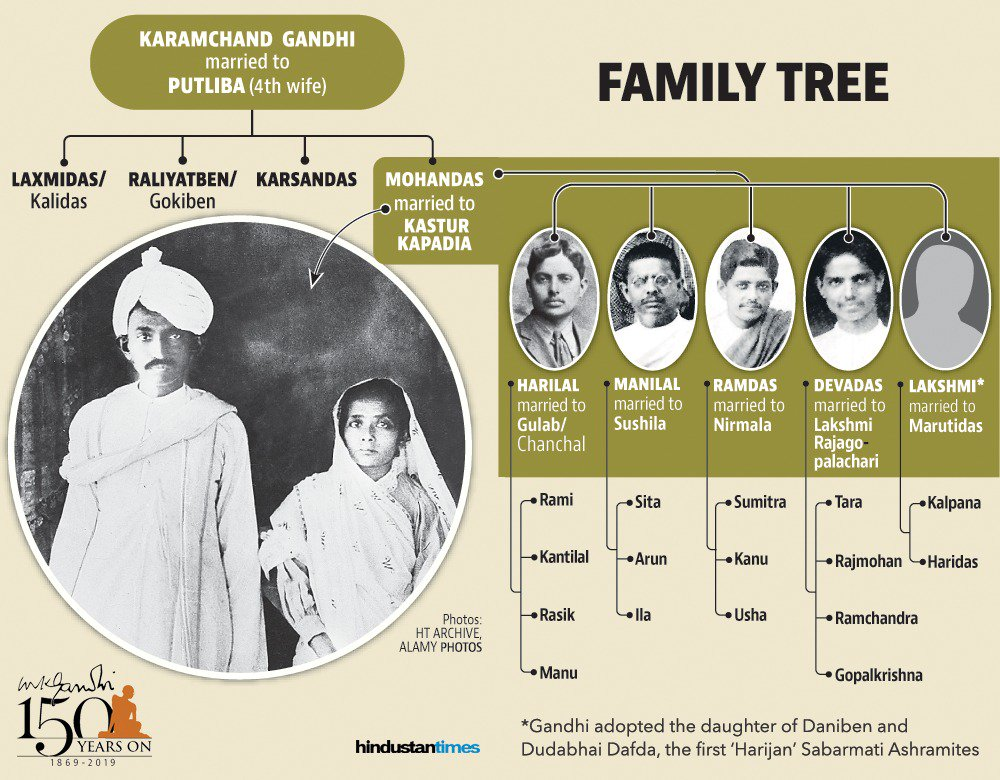 KARAMCHAND GANDHI
married to
PUTLIBA (4th wife)
FAMILY TREE
LAXMIDAS/
Kalidas
RALIYATBEN/
Gokiben
KARSANDAS
MOHANDAS
married to
KASTUR
KAPADIA
HARILAL
married to
Gulab/
Chanchal
MANILAL
married to
Sushila
RAMDAS
married to
Nirmala
DEVADAS
married to
Lakshmi
Rajago-
palachari
LAKSHMI*
married to
Marutidas
Rami
Kantilal
Rasik
Manu
Sita
Arun
Ila
Sumitra
Kanu
Usha
Tara
Rajmohan
Ramchandra
Gopalkrishna
Kalpana
Haridas
Photos:
HT ARCHIVE,
ALAMY PHOTOS
mkgandhi
150
YEARS ON
1869-2019
hindustantimes
*Gandhi adopted the daughter of Daniben and
Dudabhai Dafda, the first ‘Harijan’ Sabarmati Ashramites